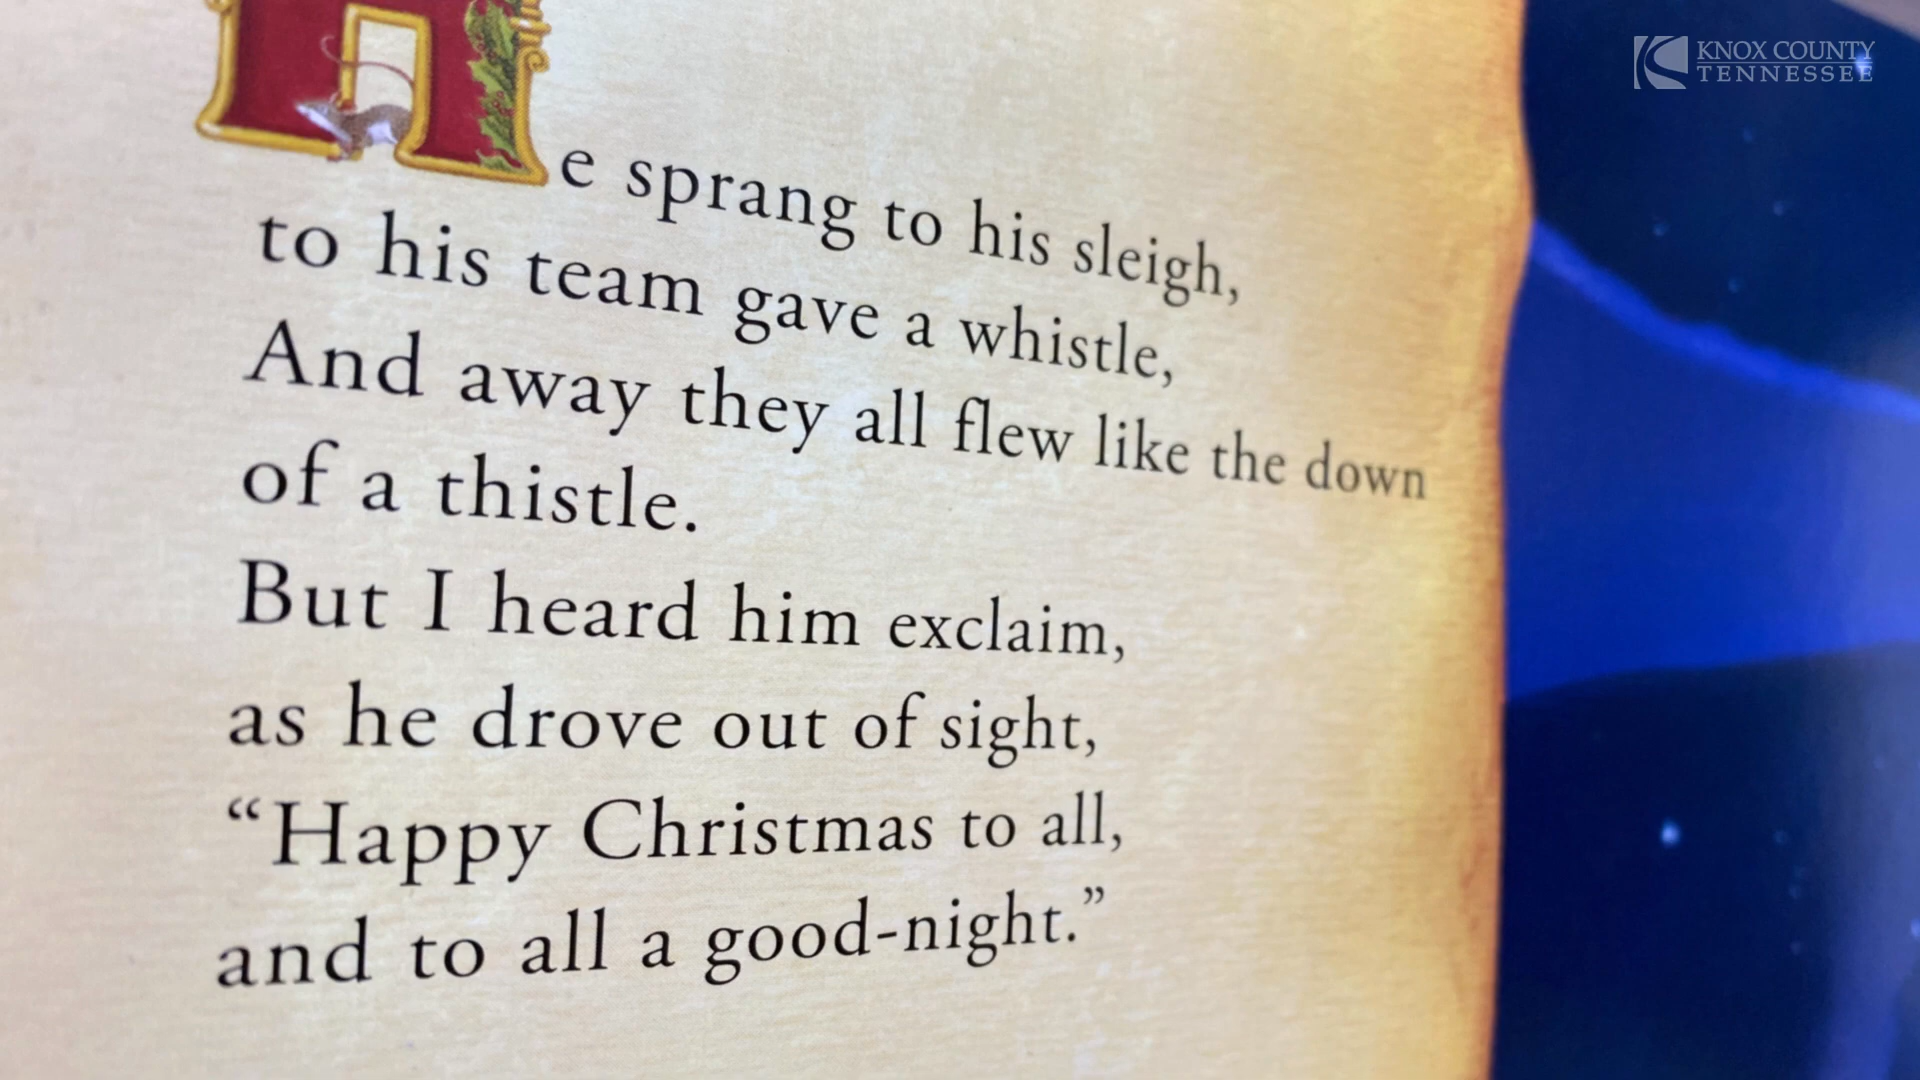 KNOX COUNTY
TENNESSEE
He sprang to his sleigh,
to his team gave a whistle,
And away they all flew like the down
of a thistle.
But I heard him exclaim,
as he drove out of sight,
“Happy Christmas to all,
and to all a good-night.”